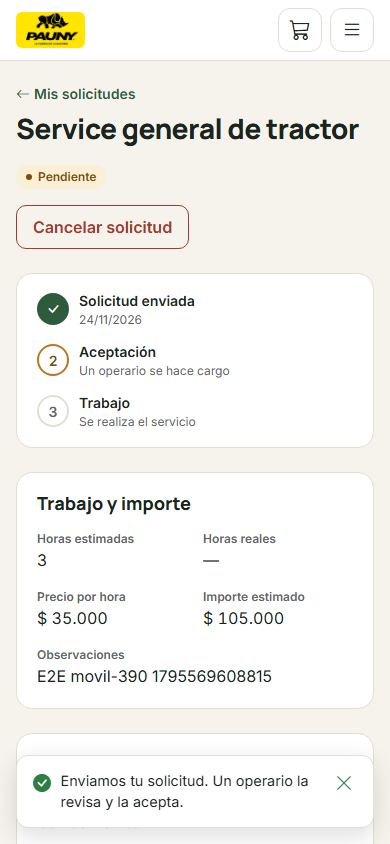 PAUNY
← Mis solicitudes
Service general de tractor
Pendiente
Cancelar solicitud
Solicitud enviada
24/11/2026
2
Aceptación
Un operario se hace cargo
3
Trabajo
Se realiza el servicio
Trabajo y importe
Horas estimadas
Horas reales
3
—
Precio por hora
Importe estimado
$ 35.000
$ 105.000
Observaciones
E2E movil-390 1795569608815
Enviamos tu solicitud. Un operario la
revisa y la acepta.